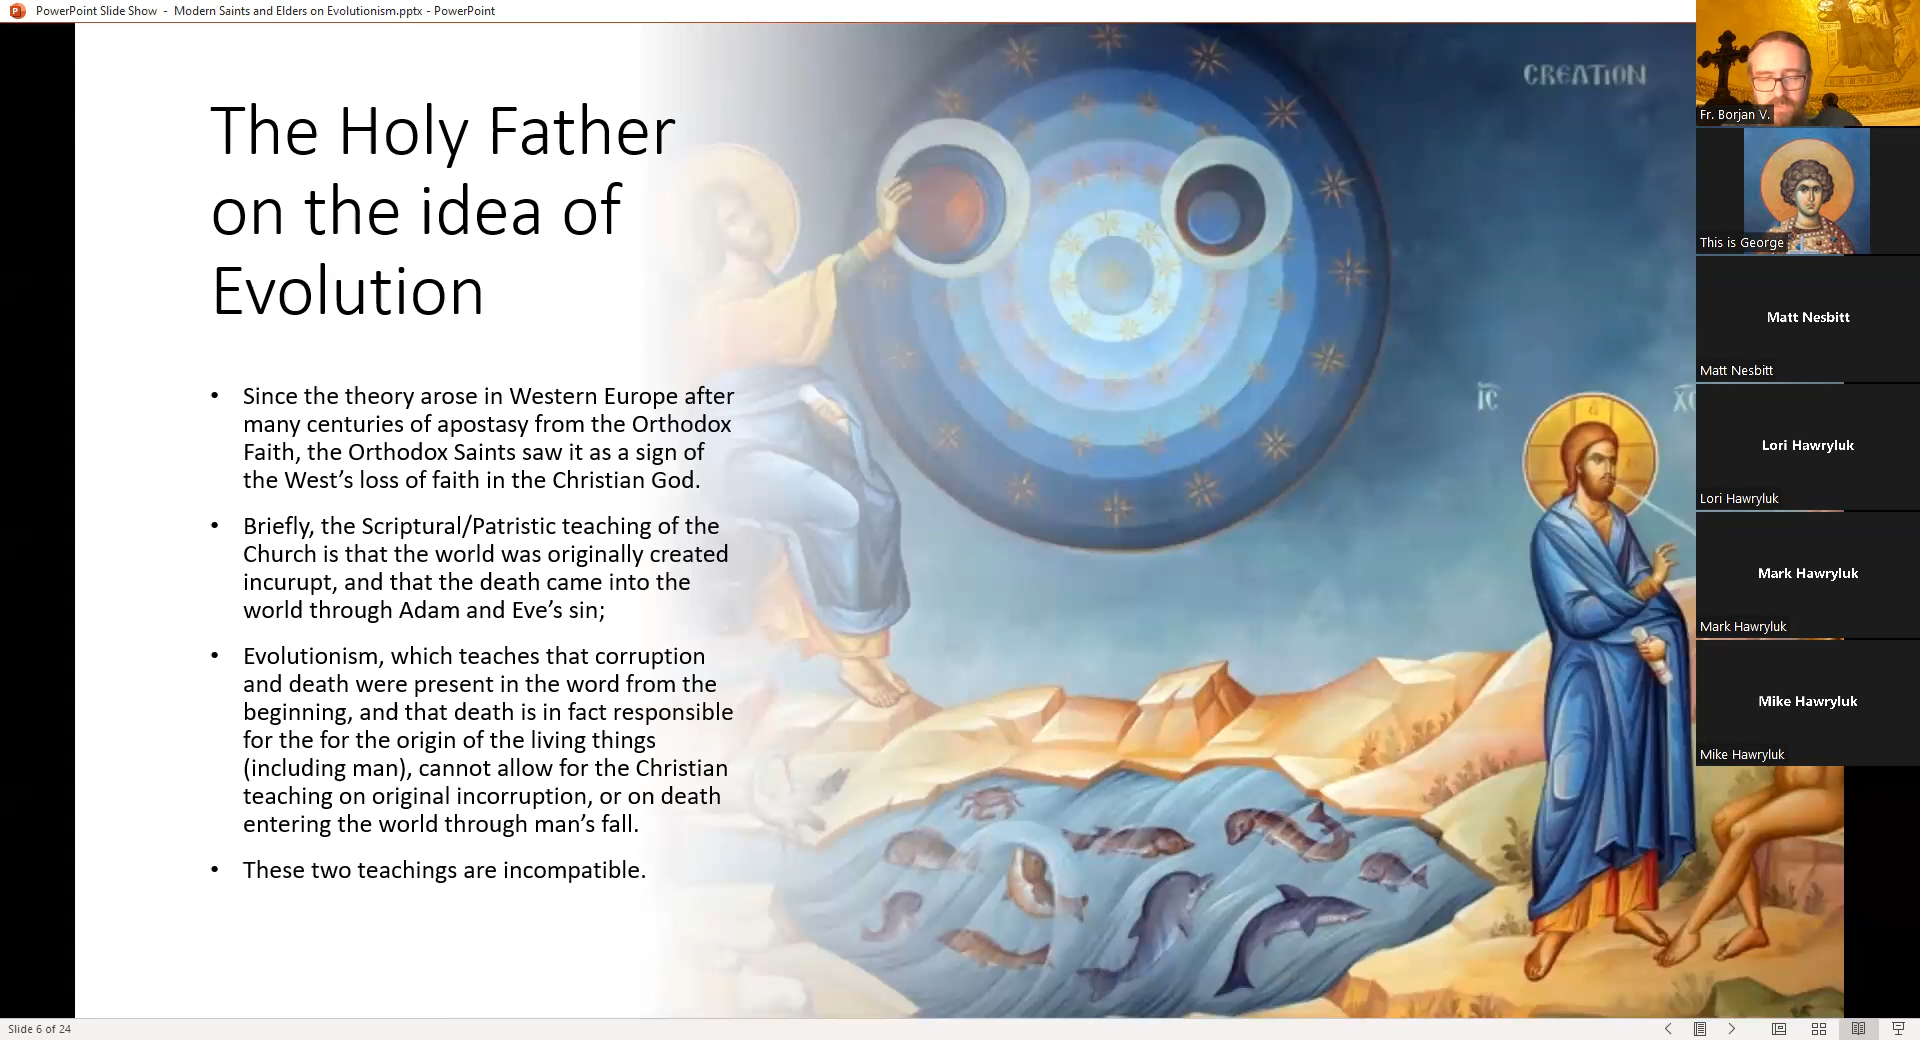 PowerPoint Slide Show - Modern Saints and Elders on Evolutionism.pptx - PowerPoint
The Holy Father
on the idea of
Evolution
• Since the theory arose in Western Europe after
many centuries of apostasy from the Orthodox
Faith, the Orthodox Saints saw it as a sign of
the West's loss of faith in the Christian God.
• Briefly, the Scriptural/Patristic teaching of the
Church is that the world was originally created
incurupt, and that the death came into the
world through Adam and Eve's sin;
• Evolutionism, which teaches that corruption
and death were present in the word from the
beginning, and that death is in fact responsible
for the for the origin of the living things
(including man), cannot allow for the Christian
teaching on original incorruption, or on death
entering the world through man's fall.
• These two teachings are incompatible.
CREATION
IC XC
Fr. Borjan V.
This is George
Matt Nesbitt
Matt Nesbitt
Lori Hawryluk
Lori Hawryluk
Mark Hawryluk
Mark Hawryluk
Mike Hawryluk
Mike Hawryluk
Slide 6 of 24